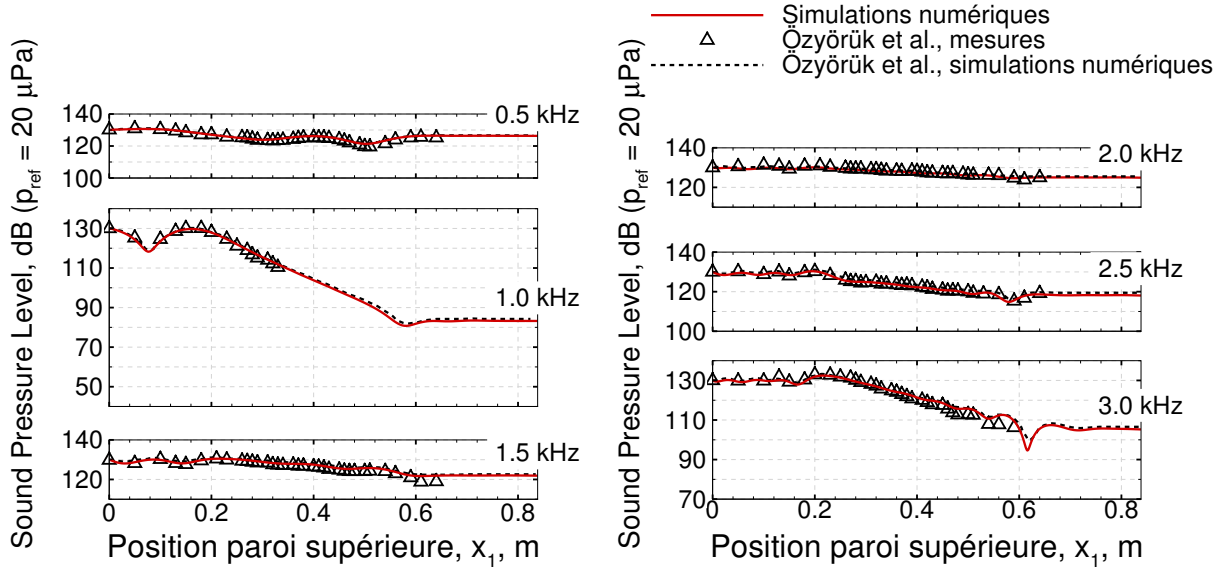 Simulations numériques
Özyörük et al., mesures
Özyörük et al., simulations numériques
Sound Pressure Level, dB (p_ref = 20 μPa)
140
120
100
0.5 kHz
130
110
90
70
50
1.0 kHz
140
120
1.5 kHz
0 0.2 0.4 0.6 0.8
Position paroi supérieure, x_1, m
Sound Pressure Level, dB (p_ref = 20 μPa)
140
120
2.0 kHz
140
120
100
2.5 kHz
130
110
90
70
3.0 kHz
0 0.2 0.4 0.6 0.8
Position paroi supérieure, x_1, m